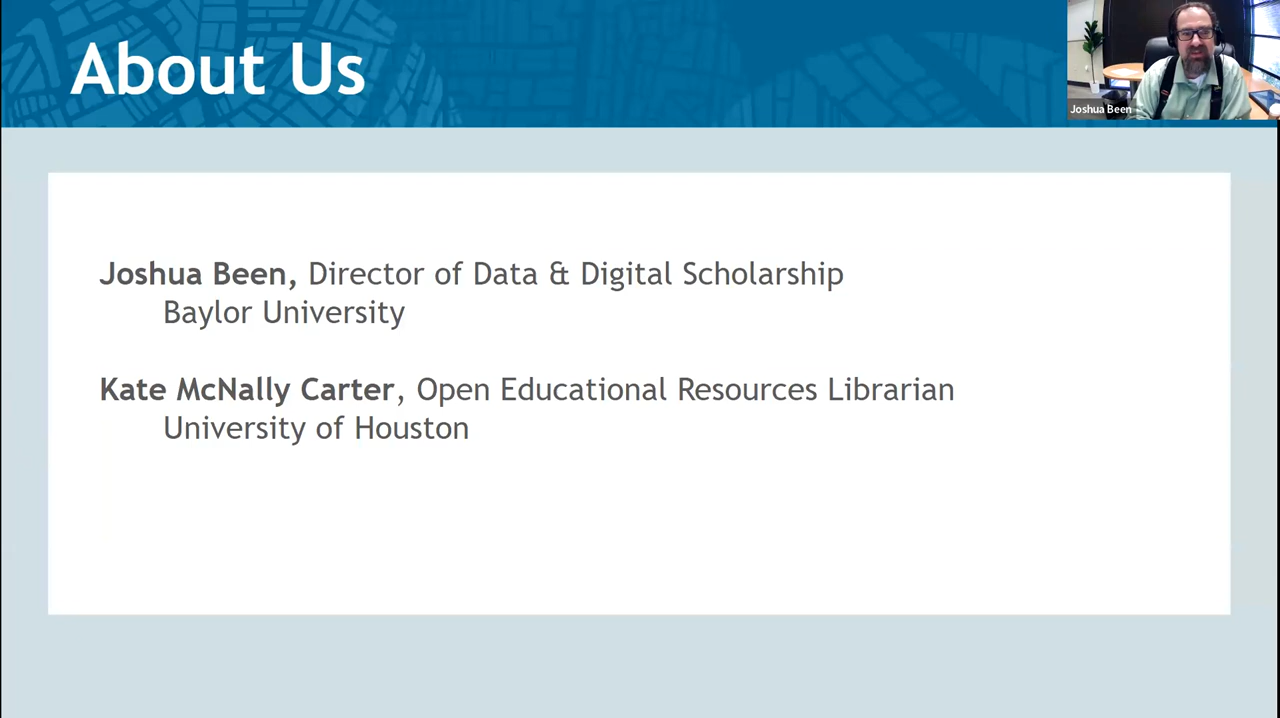 About Us
Joshua Been
Joshua Been, Director of Data & Digital Scholarship
Baylor University
Kate McNally Carter, Open Educational Resources Librarian
University of Houston